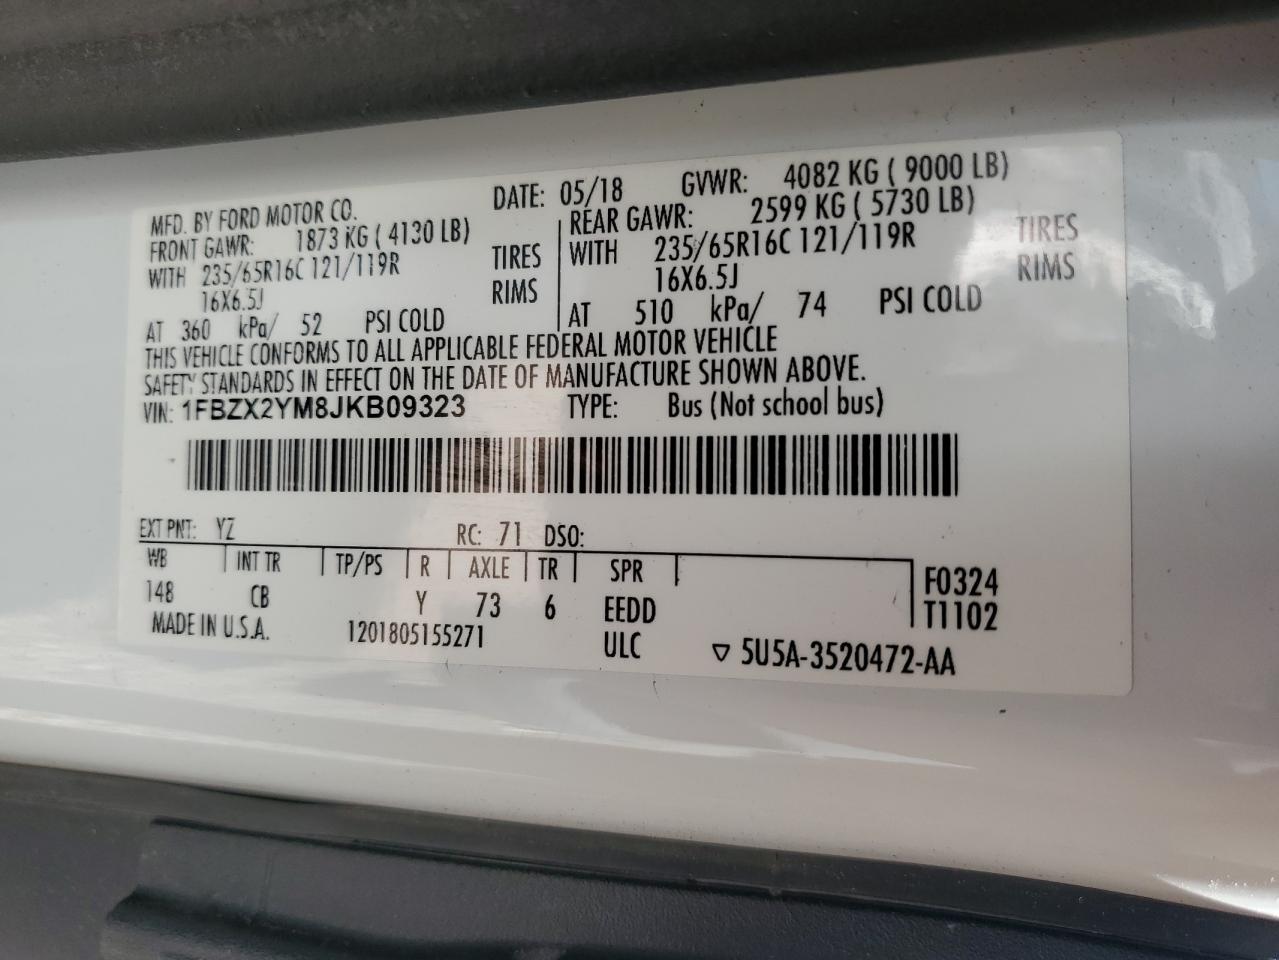 MFD. BY FORD MOTOR CO. DATE: 05/18 GVWR: 4082 KG ( 9000 LB)
FRONT GAWR: 1873 KG ( 4130 LB) REAR GAWR: 2599 KG ( 5730 LB)
WITH 235/65R16C 121/119R TIRES WITH 235/65R16C 121/119R TIRES
16X6.5J RIMS 16X6.5J RIMS
AT 360 kPa/ 52 PSI COLD AT 510 kPa/ 74 PSI COLD
THIS VEHICLE CONFORMS TO ALL APPLICABLE FEDERAL MOTOR VEHICLE
SAFETY STANDARDS IN EFFECT ON THE DATE OF MANUFACTURE SHOWN ABOVE.
VIN: 1FBZX2YM8JKB09323 TYPE: Bus (Not school bus)
EXT PNT: YZ RC: 71 DSO:
WB INT TR TP/PS R AXLE TR SPR F0324
148 CB Y 73 6 EEDD T1102
MADE IN U.S.A. 1201805155271 ULC ▽ 5U5A-3520472-AA